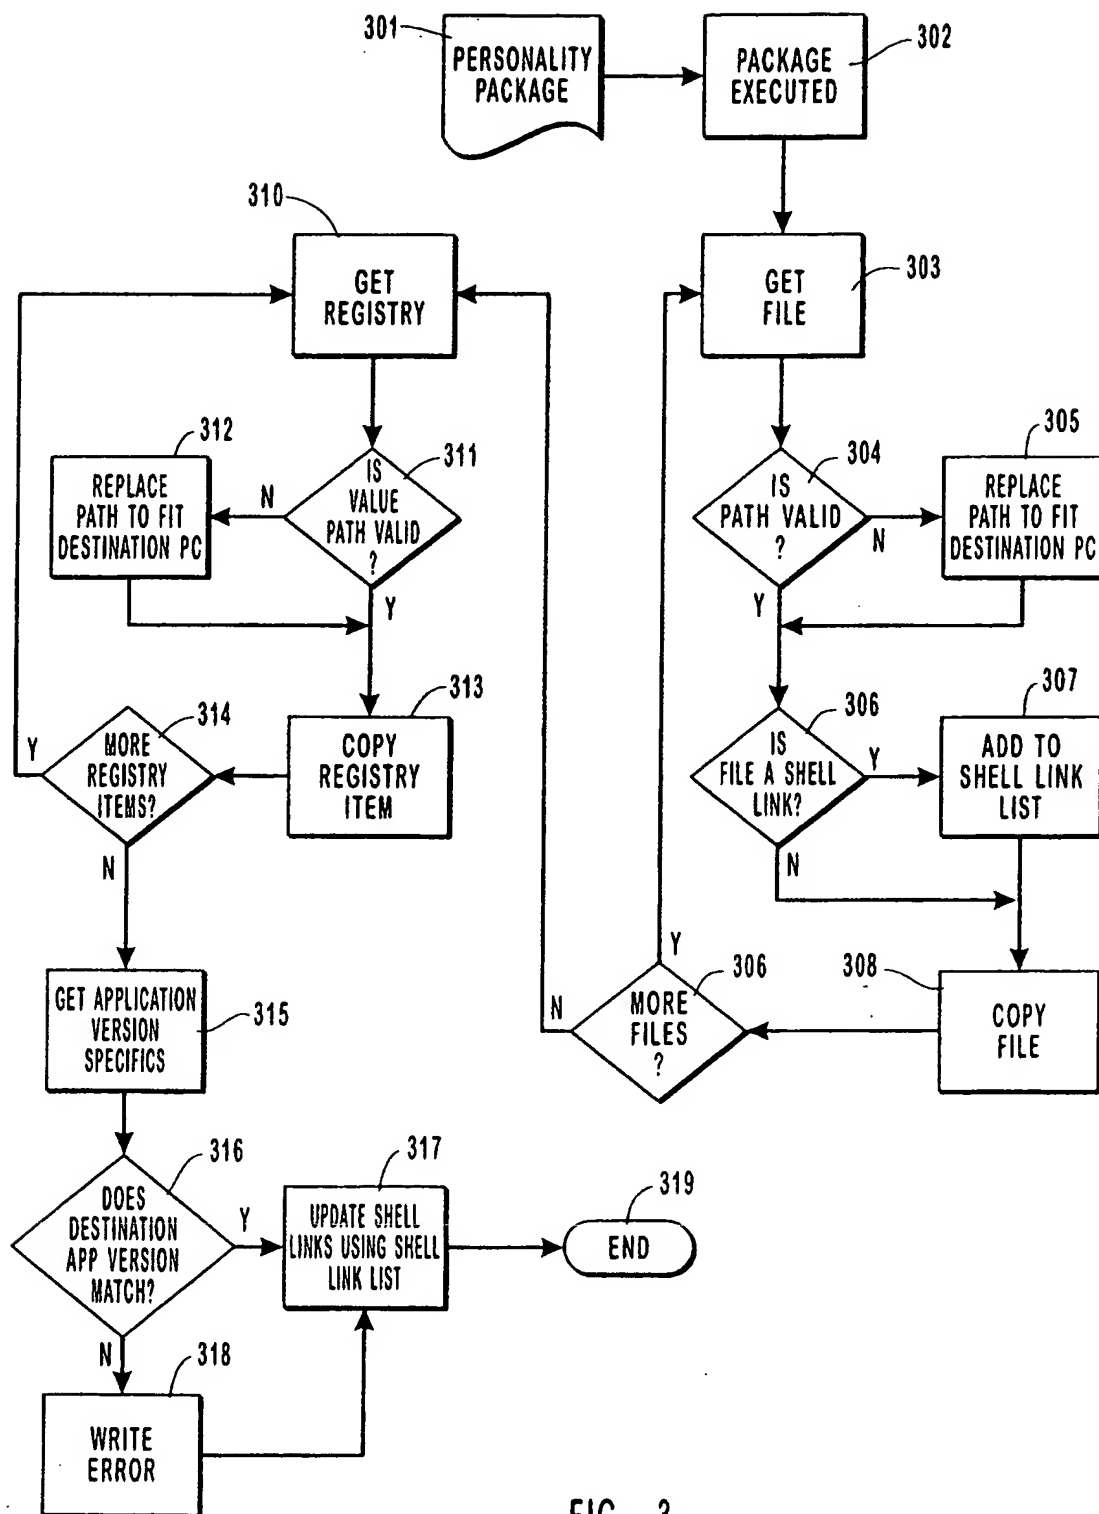 301
PERSONALITY
PACKAGE
302
PACKAGE
EXECUTED
310
GET
REGISTRY
303
GET
FILE
312
REPLACE
PATH TO FIT
DESTINATION PC
N
311
IS
VALUE
PATH VALID
?
Y
304
IS
PATH VALID
?
N
Y
305
REPLACE
PATH TO FIT
DESTINATION PC
314
MORE
REGISTRY
ITEMS?
Y
N
313
COPY
REGISTRY
ITEM
306
IS
FILE A SHELL
LINK?
Y
N
307
ADD TO
SHELL LINK
LIST
315
GET APPLICATION
VERSION
SPECIFICS
306
MORE
FILES
?
Y
N
308
COPY
FILE
316
DOES
DESTINATION
APP VERSION
MATCH?
Y
N
317
UPDATE SHELL
LINKS USING SHELL
LINK LIST
319
END
318
WRITE
ERROR
FIG. 3